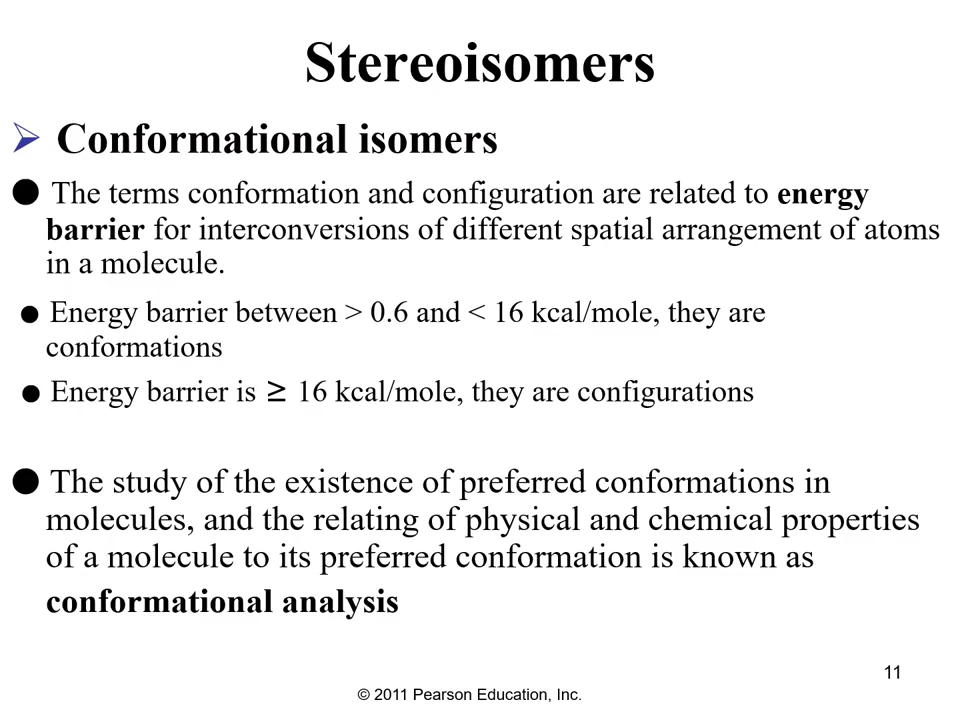 Stereoisomers
➢ Conformational isomers
● The terms conformation and configuration are related to energy
barrier for interconversions of different spatial arrangement of atoms
in a molecule.
● Energy barrier between > 0.6 and < 16 kcal/mole, they are
conformations
● Energy barrier is ≥ 16 kcal/mole, they are configurations
● The study of the existence of preferred conformations in
molecules, and the relating of physical and chemical properties
of a molecule to its preferred conformation is known as
conformational analysis
11
© 2011 Pearson Education, Inc.